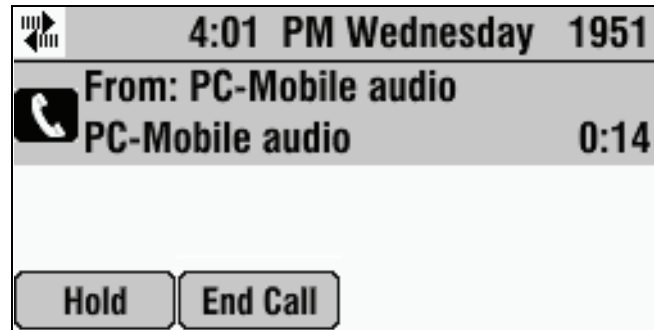 4:01 PM Wednesday 1951
From: PC-Mobile audio
PC-Mobile audio 0:14
Hold End Call